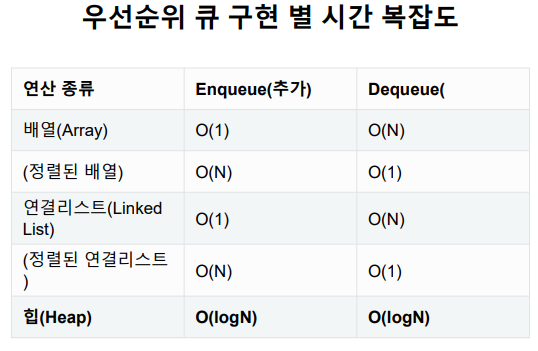 우선순위 큐 구현 별 시간 복잡도
연산 종류 Enqueue(추가) Dequeue(
배열(Array) O(1) O(N)
(정렬된 배열) O(N) O(1)
연결리스트(Linked
List) O(1) O(N)
(정렬된 연결리스트
) O(N) O(1)
힙(Heap) O(logN) O(logN)